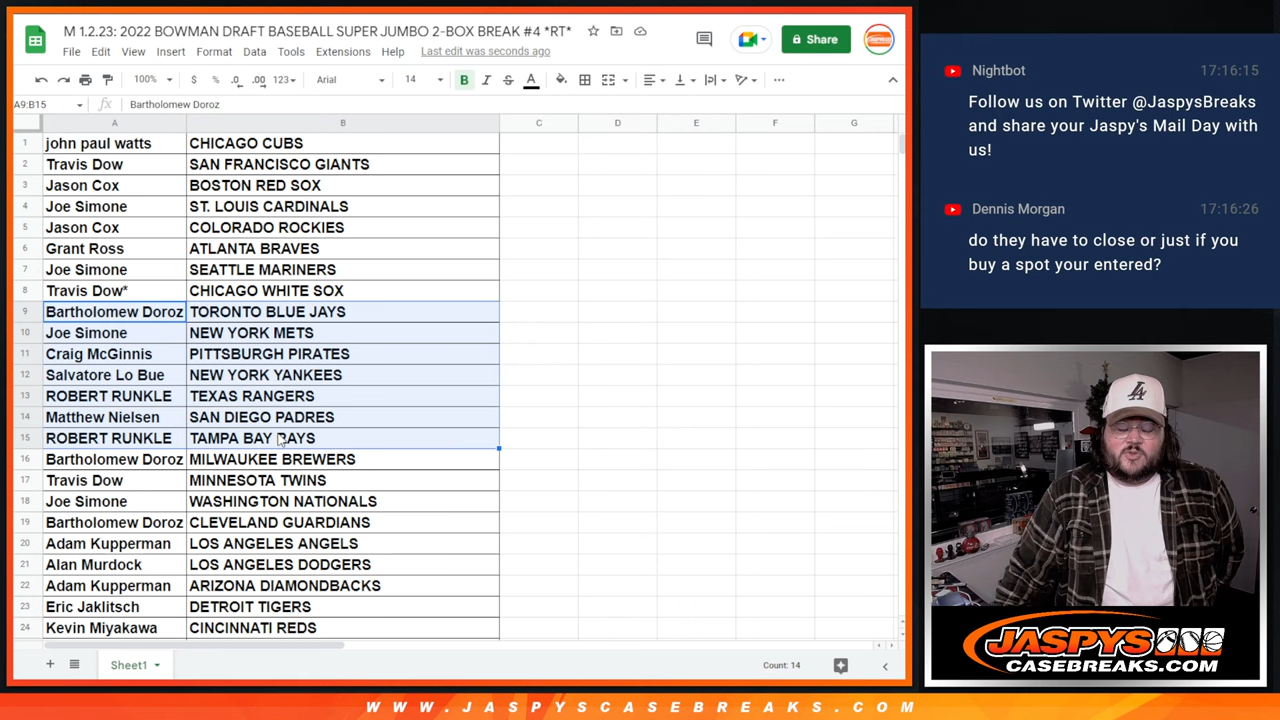 M 1.2.23: 2022 BOWMAN DRAFT BASEBALL SUPER JUMBO 2-BOX BREAK #4 *RT*
File Edit View Insert Format Data Tools Extensions Help Last edit was seconds ago
Share
100% $ % .0 .00 123 Arial 14 B I S A
A9:B15 fx Bartholomew Doroz
A B C D E F G
1 john paul watts CHICAGO CUBS
2 Travis Dow SAN FRANCISCO GIANTS
3 Jason Cox BOSTON RED SOX
4 Joe Simone ST. LOUIS CARDINALS
5 Jason Cox COLORADO ROCKIES
6 Grant Ross ATLANTA BRAVES
7 Joe Simone SEATTLE MARINERS
8 Travis Dow* CHICAGO WHITE SOX
9 Bartholomew Doroz TORONTO BLUE JAYS
10 Joe Simone NEW YORK METS
11 Craig McGinnis PITTSBURGH PIRATES
12 Salvatore Lo Bue NEW YORK YANKEES
13 ROBERT RUNKLE TEXAS RANGERS
14 Matthew Nielsen SAN DIEGO PADRES
15 ROBERT RUNKLE TAMPA BAY RAYS
16 Bartholomew Doroz MILWAUKEE BREWERS
17 Travis Dow MINNESOTA TWINS
18 Joe Simone WASHINGTON NATIONALS
19 Bartholomew Doroz CLEVELAND GUARDIANS
20 Adam Kupperman LOS ANGELES ANGELS
21 Alan Murdock LOS ANGELES DODGERS
22 Adam Kupperman ARIZONA DIAMONDBACKS
23 Eric Jaklitsch DETROIT TIGERS
24 Kevin Miyakawa CINCINNATI REDS
Sheet1 Count: 14
Nightbot 17:16:15
Follow us on Twitter @JaspysBreaks
and share your Jaspy's Mail Day with
us!
Dennis Morgan 17:16:26
do they have to close or just if you
buy a spot your entered?
JASPYS
CASEBREAKS.COM
WWW.JASPYSCASEBREAKS.COM